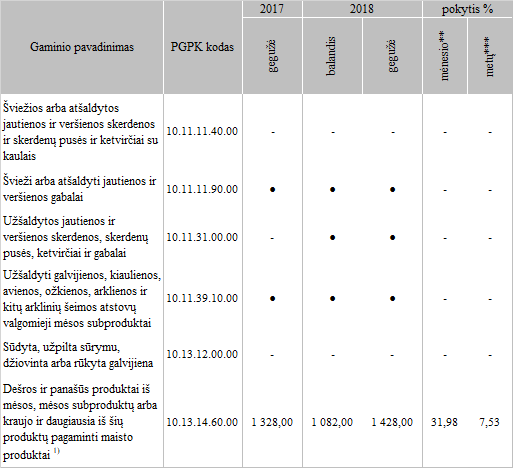 Gaminio pavadinimas PGPK kodas 2017 2018 pokytis %
gegužė balandis gegužė mėnesio** metų***
Šviežios arba atšaldytos
jautienos ir veršienos skerdenos
ir skerdenų pusės ir ketvirčiai su
kaulais
10.11.11.40.00 - - - - -
Švieži arba atšaldyti jautienos ir
veršienos gabalai
10.11.11.90.00 ● ● ● - -
Užšaldytos jautienos ir
veršienos skerdenos, skerdenų
pusės, ketvirčiai ir gabalai
10.11.31.00.00 - ● ● - -
Užšaldyti galvijienos, kiaulienos,
avienos, ožkienos, arklienos ir
kitų arklinių šeimos atstovų
valgomieji mėsos subproduktai
10.11.39.10.00 ● ● ● - -
Sūdyta, užpilta sūrymu,
džiovinta arba rūkyta galvijiena
10.13.12.00.00 - - - - -
Dešros ir panašūs produktai iš
mėsos, mėsos subproduktų arba
kraujo ir daugiausia iš šių
produktų pagaminti maisto
produktai 1)
10.13.14.60.00 1 328,00 1 082,00 1 428,00 31,98 7,53